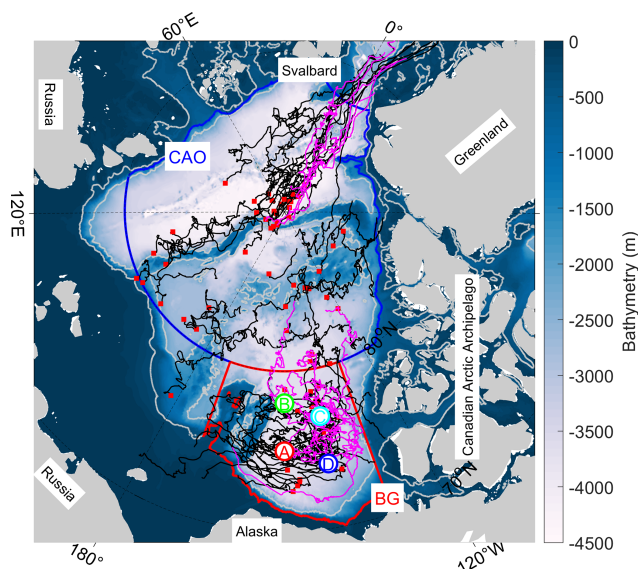 60°E
0°
Svalbard
Russia
Greenland
CAO
120°E
80°N
Canadian Arctic Archipelago
B
C
A
D
70°N
BG
Russia
Alaska
180°
120°W
0
-500
-1000
-1500
-2000
-2500
-3000
-3500
-4000
-4500
Bathymetry (m)